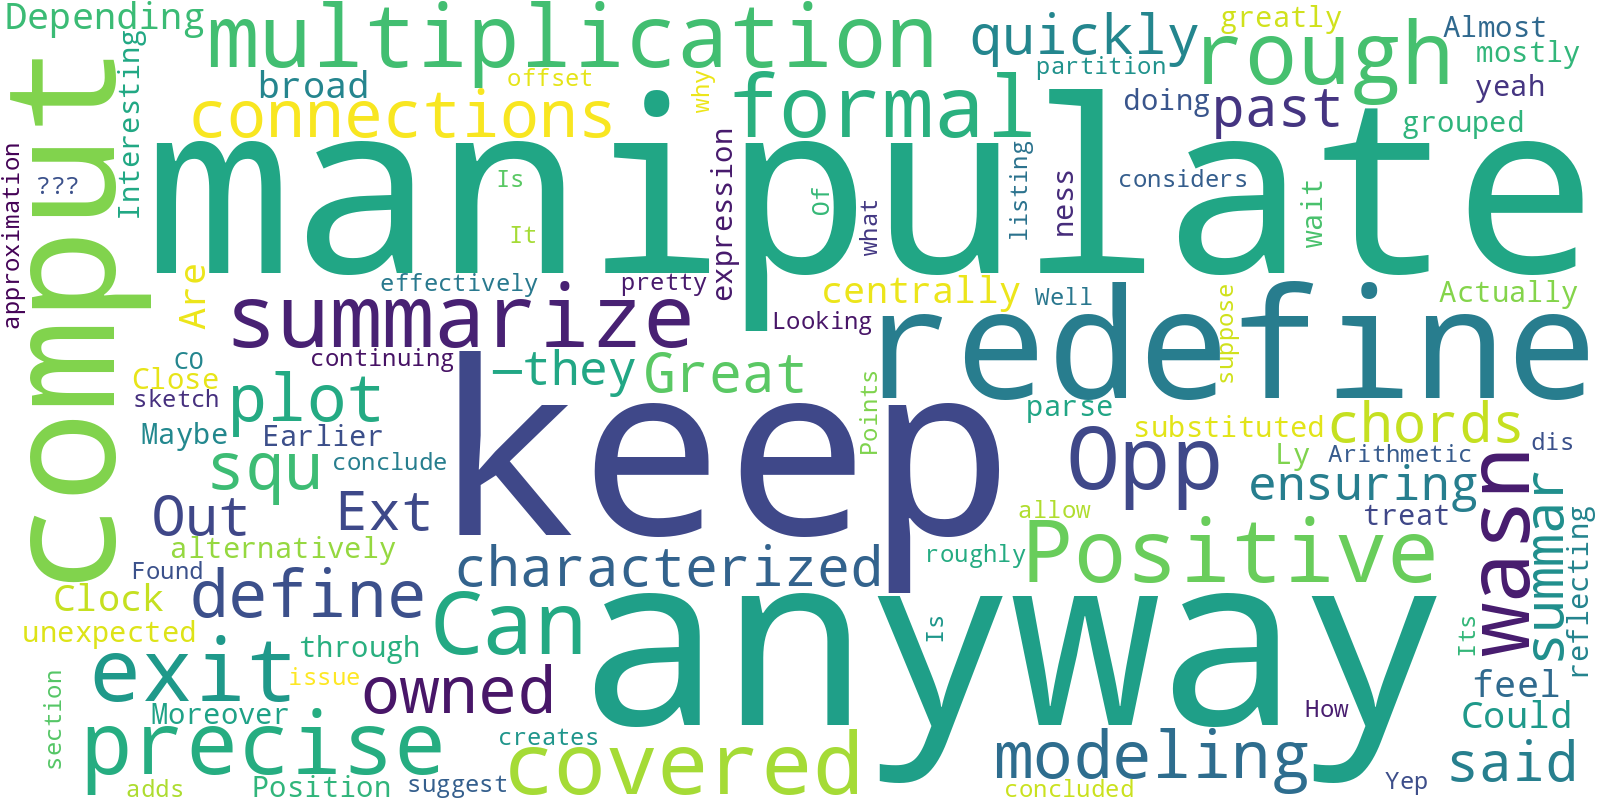 Depending
multiplication
quickly
greatly
rough
Almost
mostly
partition
yeah
broad
offset
why
connections
formal
doing
past
grouped
Interesting
comput
manipulate
approximation
???
Is
It
expression
Of
what
listing
ness
considers
wait
Are
effectively
pretty
summarize
centrally
Well
Actually
Looking
redefine
suppose
co
continuing
—they
Great
Close
sketch
plot
keep
Points
parse
substituted
chords
Maybe
Earlier
conclude
squ
Opp
Ly
Arithmetic
dis
ensuring
wasn
summar
reflecting
Out
Ext
allow
treat
alternatively
characterized
roughly
Positive
Found
define
Clock
Can
anyway
Is
Its
unexpected
through
exit
issue
owned
feel
Moreover
How
Could
section
precise
creates
covered
modeling
said
adds
Position
suggest
concluded
Yep